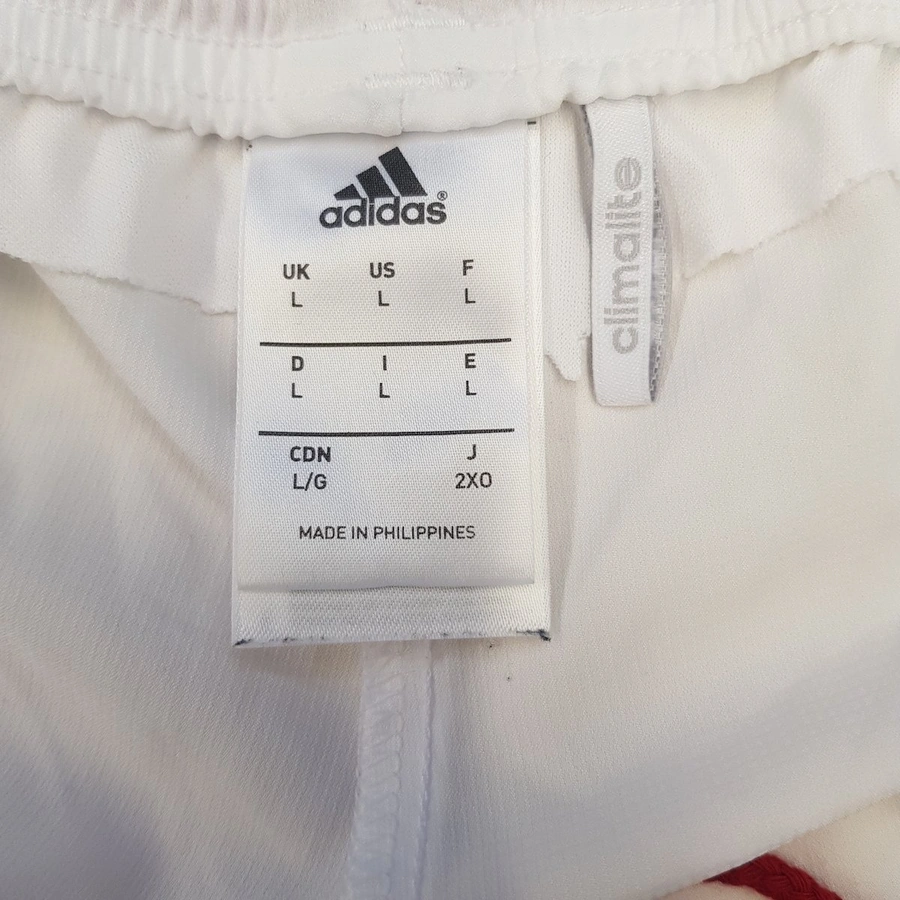 adidas®
UK US F
L L L
D I E
L L L
CDN J
L/G 2XO
MADE IN PHILIPPINES
climalite